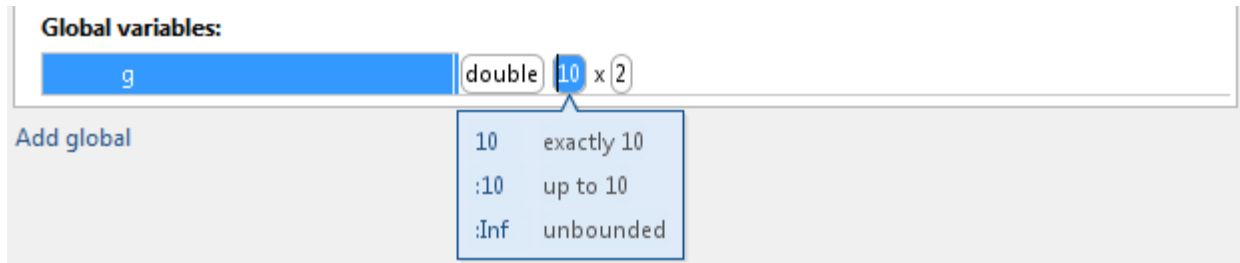 Global variables:
g double 10 x 2
Add global
10 exactly 10
:10 up to 10
:Inf unbounded